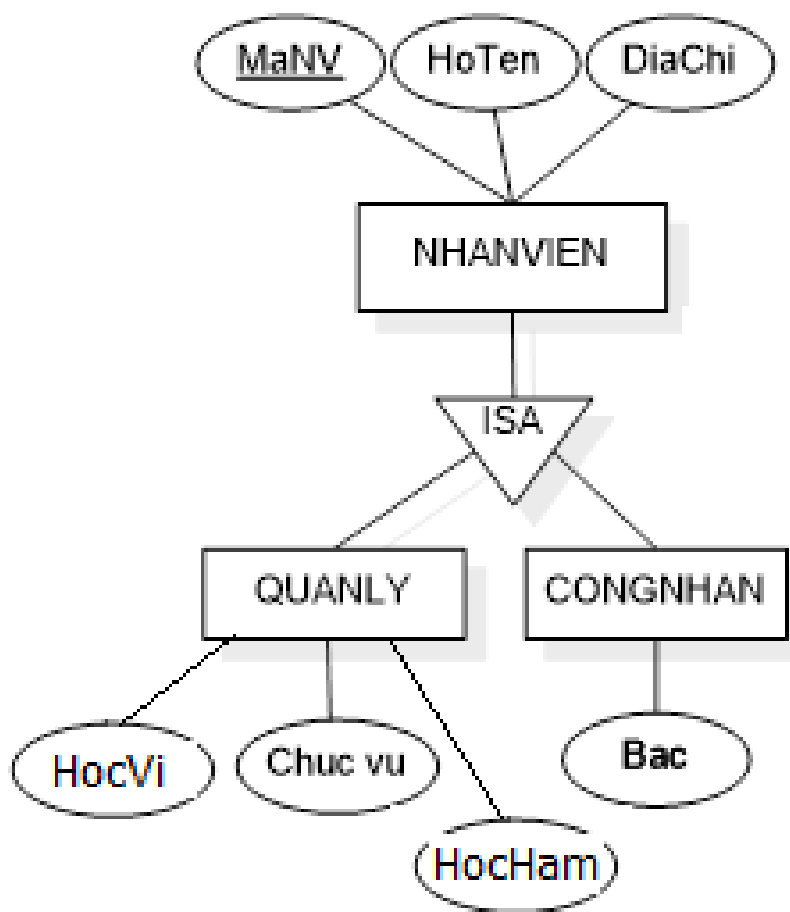 MaNV HoTen DiaChi
NHANVIEN
ISA
QUANLY CONGNHAN
HocVi Chuc vu Bac
HocHam